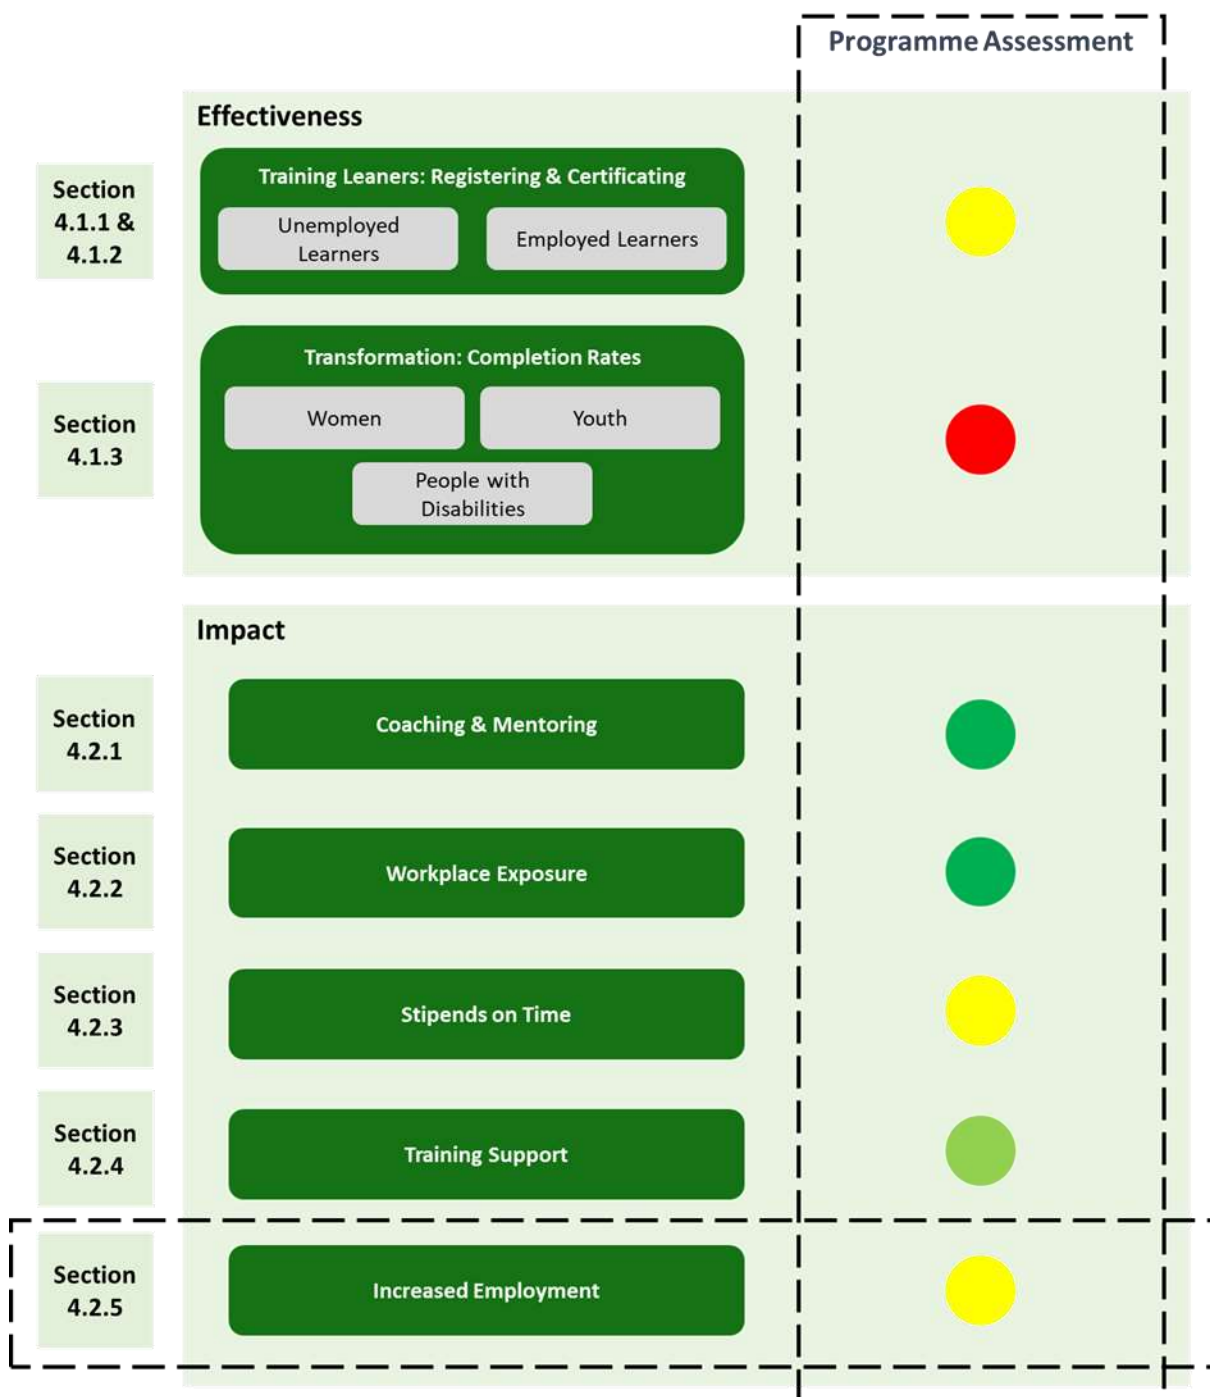 Programme Assessment
Effectiveness
Section
4.1.1 &
4.1.2
Training Leaners: Registering & Certificating
Unemployed
Learners
Employed Learners
Section
4.1.3
Transformation: Completion Rates
Women
Youth
People with
Disabilities
Impact
Section
4.2.1
Coaching & Mentoring
Section
4.2.2
Workplace Exposure
Section
4.2.3
Stipends on Time
Section
4.2.4
Training Support
Section
4.2.5
Increased Employment